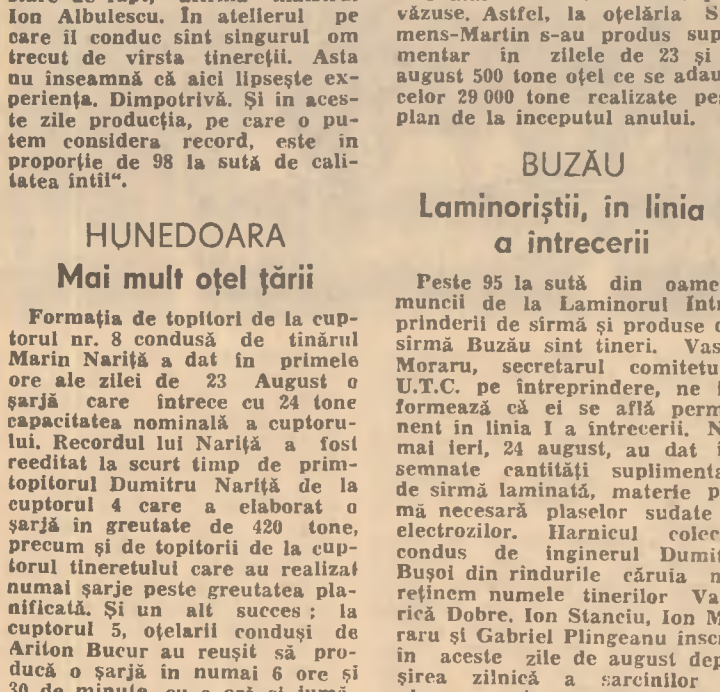 Ion Albulescu. În atelierul pe
care îl conduc sînt singurul om
trecut de vîrsta tinereții. Asta
nu înseamnă că aici lipsește ex-
periența. Dimpotrivă. Și în aces-
te zile producția, pe care o pu-
tem considera record, este în
proporție de 98 la sută de cali-
tatea întîi“.
HUNEDOARA
Mai mult oțel țării
Formația de topitori de la cup-
torul nr. 8 condusă de tînărul
Marin Nariță a dat în primele
ore ale zilei de 23 August o
șarjă care întrece cu 24 tone
capacitatea nominală a cuptoru-
lui. Recordul lui Nariță a fost
reeditat la scurt timp de prim-
topitorul Dumitru Nariță de la
cuptorul 4 care a elaborat o
șarjă în greutate de 420 tone,
precum și de topitorii de la cup-
torul tineretului care au realizat
numai șarje peste greutatea pla-
nificată. Și un alt succes : la
cuptorul 5, oțelarii conduși de
Ariton Bucur au reușit să pro-
ducă o șarjă în numai 6 ore și
30 de minute, cu o oră și jumă-
văzuse. Astfel, la oțelăria S
mens-Martin s-au produs sup
mentar în zilele de 23 și
august 500 tone oțel ce se adau
celor 29 000 tone realizate pe
plan de la începutul anului.
BUZĂU
Laminoriștii, în linia
a întrecerii
Peste 95 la sută din oame
muncii de la Laminorul Intr
prinderii de sîrmă și produse d
sîrmă Buzău sînt tineri. Vas
Moraru, secretarul comitetu
U.T.C. pe întreprindere, ne
formează că ei se află perm
nent în linia I a întrecerii. N
mai ieri, 24 august, au dat î
semnate cantități suplimenta
de sîrmă laminată, materie p
mă necesară plaselor sudate
electrozilor. Harnicul colec
condus de inginerul Dumit
Bușoi din rîndurile căruia
reținem numele tinerilor Va
rică Dobre, Ion Stanciu, Ion M
raru și Gabriel Plîngeanu înscr
în aceste zile de august dep
șirea zilnică a sarcinilor